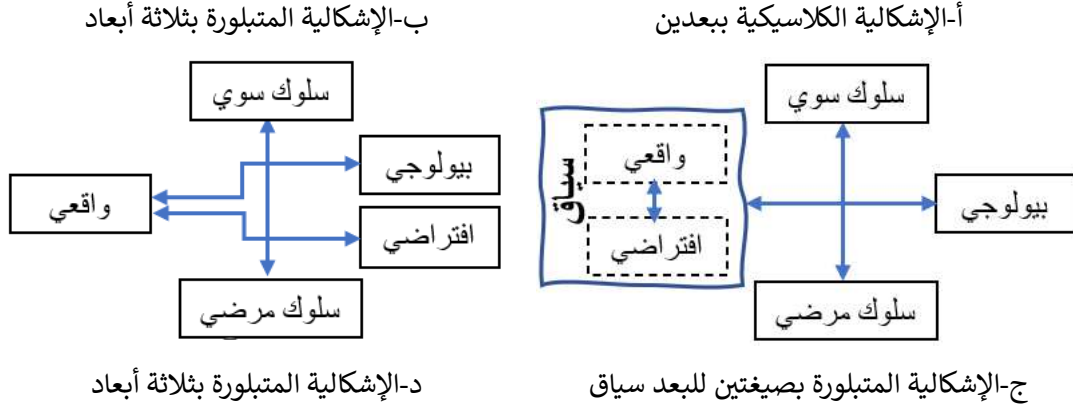 أ-الإشكالية الكلاسيكية ببعدين
ب-الإشكالية المتبلورة بثلاثة أبعاد
سلوك سوي
واقعي
سياق
افتراضي
بيولوجي
سلوك مرضي
سلوك سوي
بيولوجي
واقعي
افتراضي
سلوك مرضي
ج-الإشكالية المتبلورة بصيغتين للبعد سياق
د-الإشكالية المتبلورة بثلاثة أبعاد